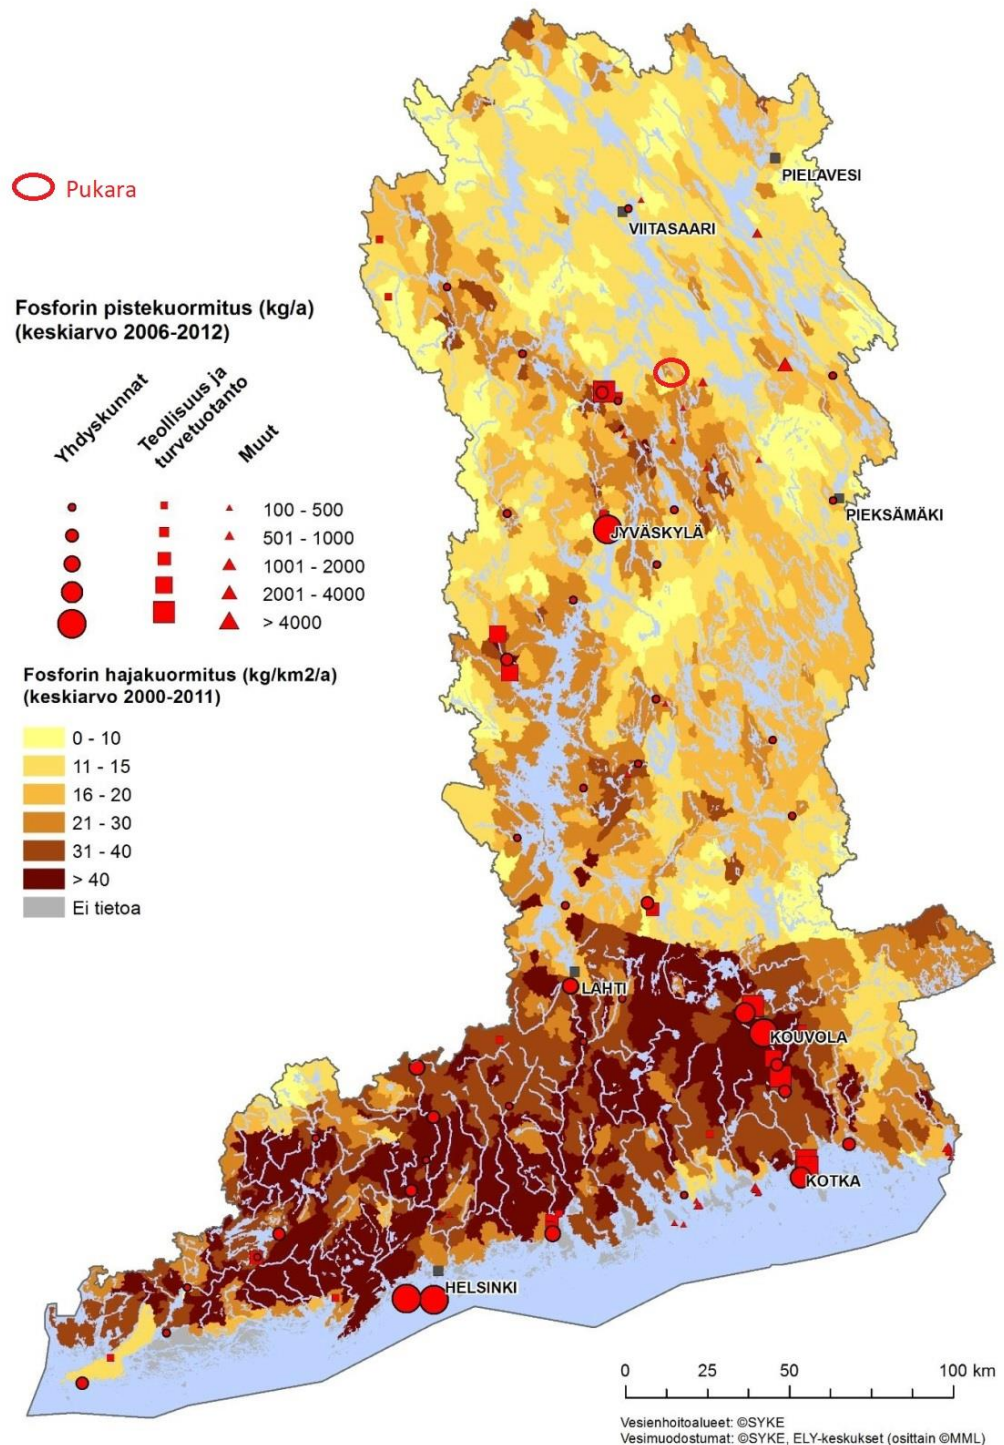 Pukara
Fosforin pistekuormitus (kg/a)
(keskiarvo 2006-2012)
Yhdyskunnat
Teollisuus ja
turvetuotanto
Muut
100 - 500
501 - 1000
1001 - 2000
2001 - 4000
> 4000
Fosforin hajakuormitus (kg/km2/a)
(keskiarvo 2000-2011)
0 - 10
11 - 15
16 - 20
21 - 30
31 - 40
> 40
Ei tietoa
PIELAVESI
VIITASAARI
PIEKSÄMÄKI
JYVÄSKYLÄ
LAHTI
KOUVOLA
KOTKA
HELSINKI
0 25 50 100 km
Vesienhoitoalueet: ©SYKE
Vesimuodostumat: ©SYKE, ELY-keskukset (osittain ©MML)